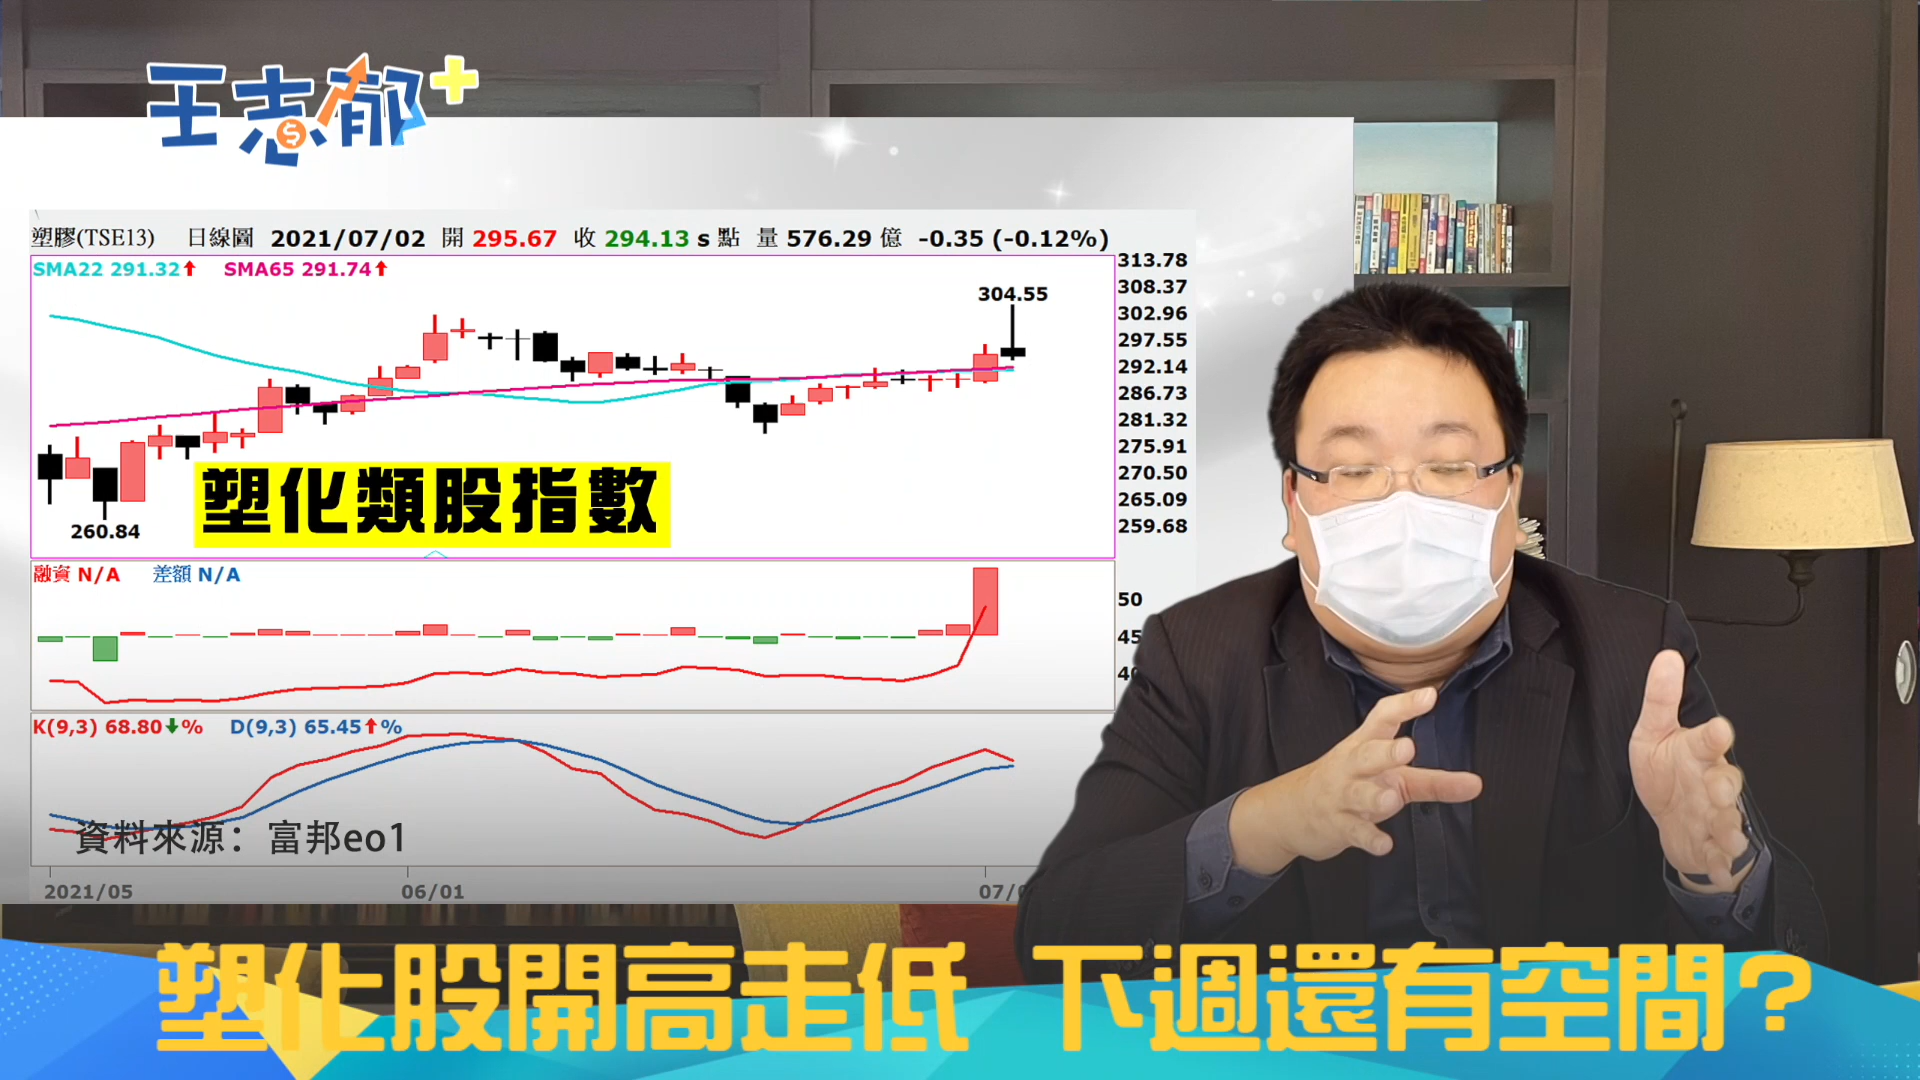 王志郁+
塑膠(TSE13) 日線圖 2021/07/02 開 295.67 收 294.13 s 點 量 576.29 億 -0.35 (-0.12%)
SMA22 291.32 SMA65 291.74
304.55
260.84
塑化類股指數
313.78
308.37
302.96
297.55
292.14
286.73
281.32
275.91
270.50
265.09
259.68
融資 N/A 差額 N/A
50
45
40
K(9,3) 68.80 % D(9,3) 65.45 %
資料來源：富邦eo1
2021/05 06/01 07/
塑化股開高走低 下週還有空間?